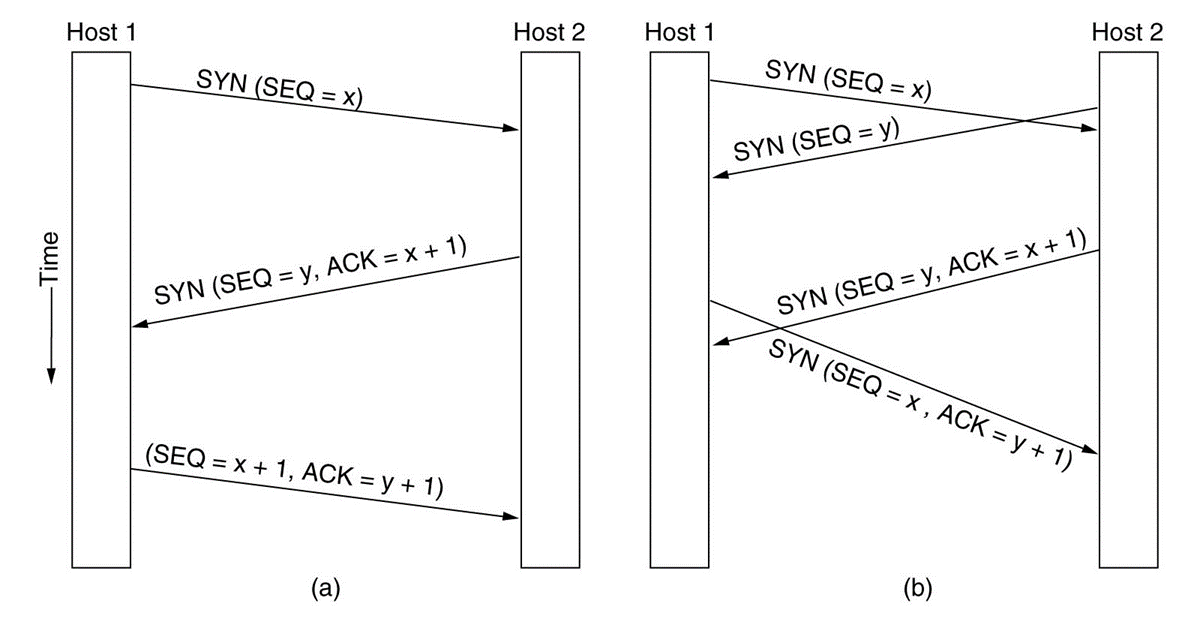 Host 1
Host 2
SYN (SEQ = x)
SYN (SEQ = y, ACK = x + 1)
(SEQ = x + 1, ACK = y + 1)
Time
(a)
Host 1
Host 2
SYN (SEQ = x)
SYN (SEQ = y)
SYN (SEQ = y, ACK = x + 1)
SYN (SEQ = x , ACK = y + 1)
(b)